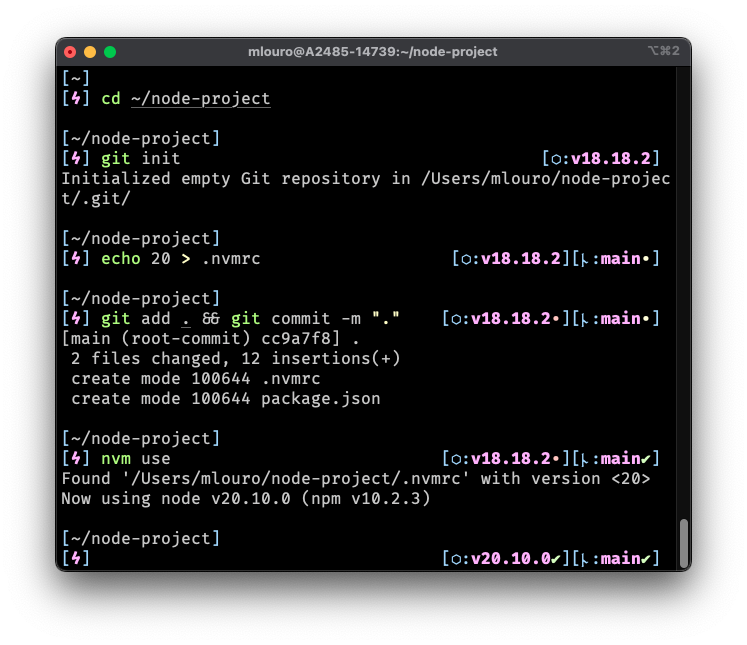 mlouro@A2485-14739:~/node-project
⌥⌘2
[~]
[ϟ] cd ~/node-project
[~/node-project]
[ϟ] git init [⬡:v18.18.2]
Initialized empty Git repository in /Users/mlouro/node-projec
t/.git/
[~/node-project]
[ϟ] echo 20 > .nvmrc [⬡:v18.18.2][ᚿ:main•]
[~/node-project]
[ϟ] git add . && git commit -m "." [⬡:v18.18.2•][ᚿ:main•]
[main (root-commit) cc9a7f8] .
2 files changed, 12 insertions(+)
create mode 100644 .nvmrc
create mode 100644 package.json
[~/node-project]
[ϟ] nvm use [⬡:v18.18.2•][ᚿ:main✔]
Found '/Users/mlouro/node-project/.nvmrc' with version <20>
Now using node v20.10.0 (npm v10.2.3)
[~/node-project]
[ϟ] [⬡:v20.10.0✔][ᚿ:main✔]